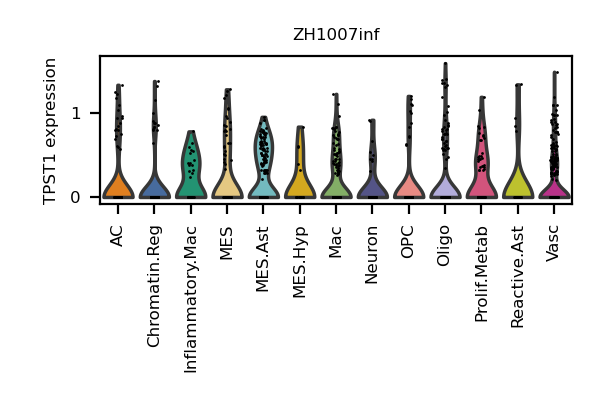 ZH1007inf
TPST1 expression
1
0
AC
Chromatin.Reg
Inflammatory.Mac
MES
MES.Ast
MES.Hyp
Mac
Neuron
OPC
Oligo
Prolif.Metab
Reactive.Ast
Vasc